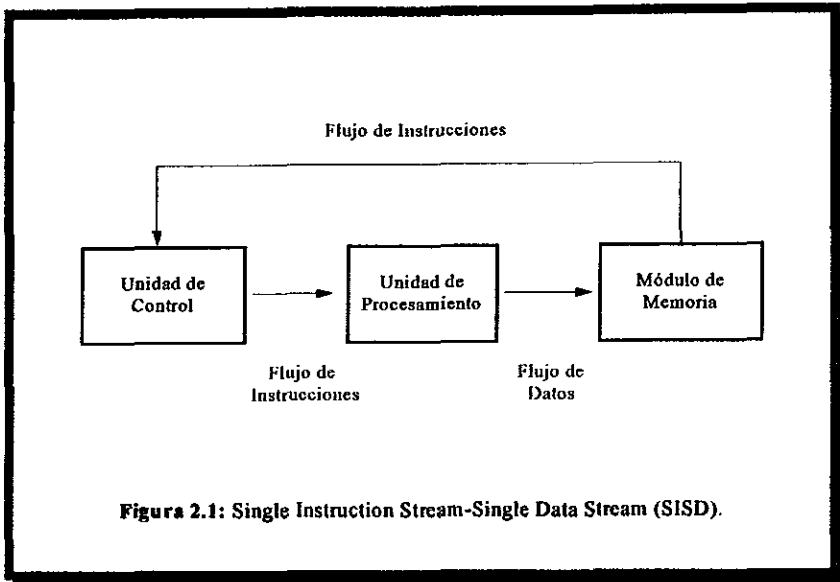 Flujo de Instrucciones
Unidad de
Control
Unidad de
Procesamiento
Módulo de
Memoria
Flujo de
Instrucciones
Flujo de
Datos
Figura 2.1: Single Instruction Stream-Single Data Stream (SISD).